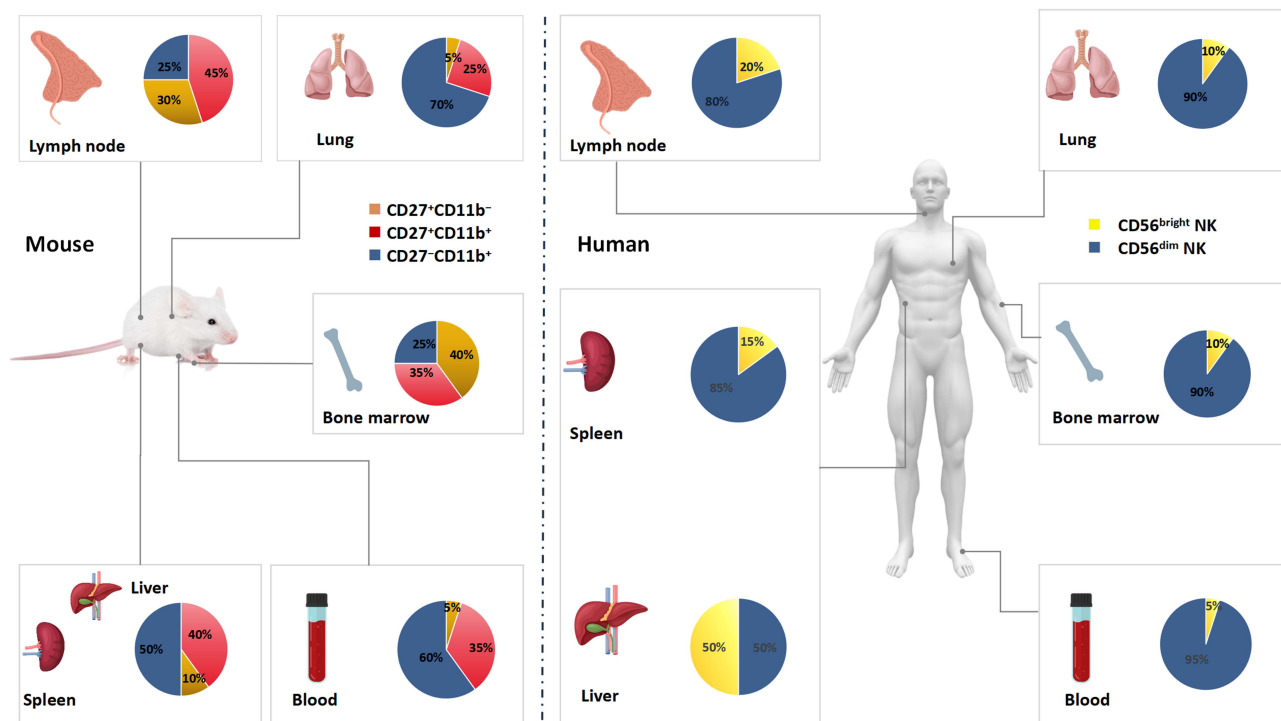 45%
25%
30%
Lymph node
5%
25%
70%
Lung
CD27⁺CD11b⁻
CD27⁺CD11b⁺
CD27⁻CD11b⁺
Mouse
25%
40%
35%
Bone marrow
Liver
50%
40%
10%
Spleen
5%
35%
60%
Blood
20%
80%
Lymph node
10%
90%
Lung
Human
CD56ᵇʳⁱᵍʰᵗ NK
CD56ᵈⁱᵐ NK
15%
85%
Spleen
10%
90%
Bone marrow
50%
50%
Liver
5%
95%
Blood